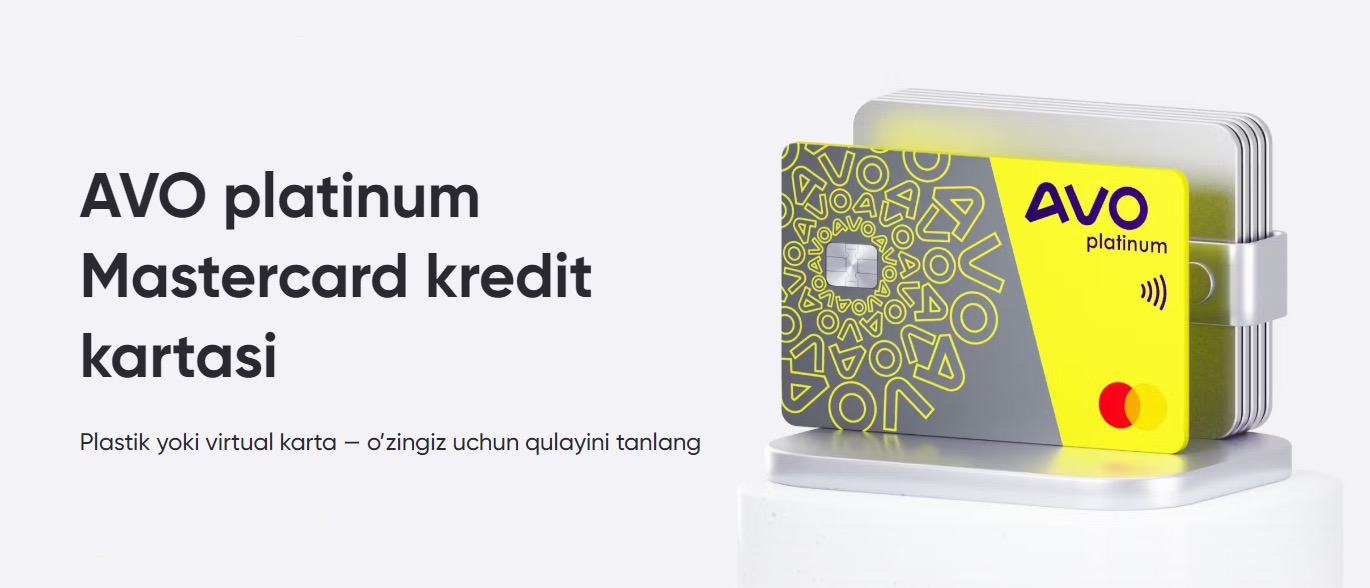 AVO platinum
Mastercard kredit
kartasi
Plastik yoki virtual karta — o‘zingiz uchun qulayini tanlang
AVO
platinum